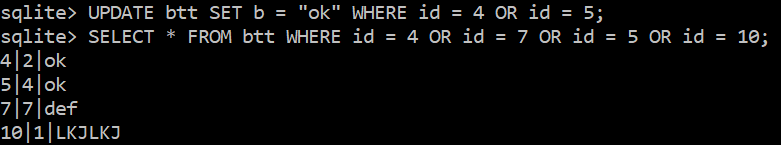 sqlite> UPDATE btt SET b = "ok" WHERE id = 4 OR id = 5;
sqlite> SELECT * FROM btt WHERE id = 4 OR id = 7 OR id = 5 OR id = 10;
4|2|ok
5|4|ok
7|7|def
10|1|LKJLKJ